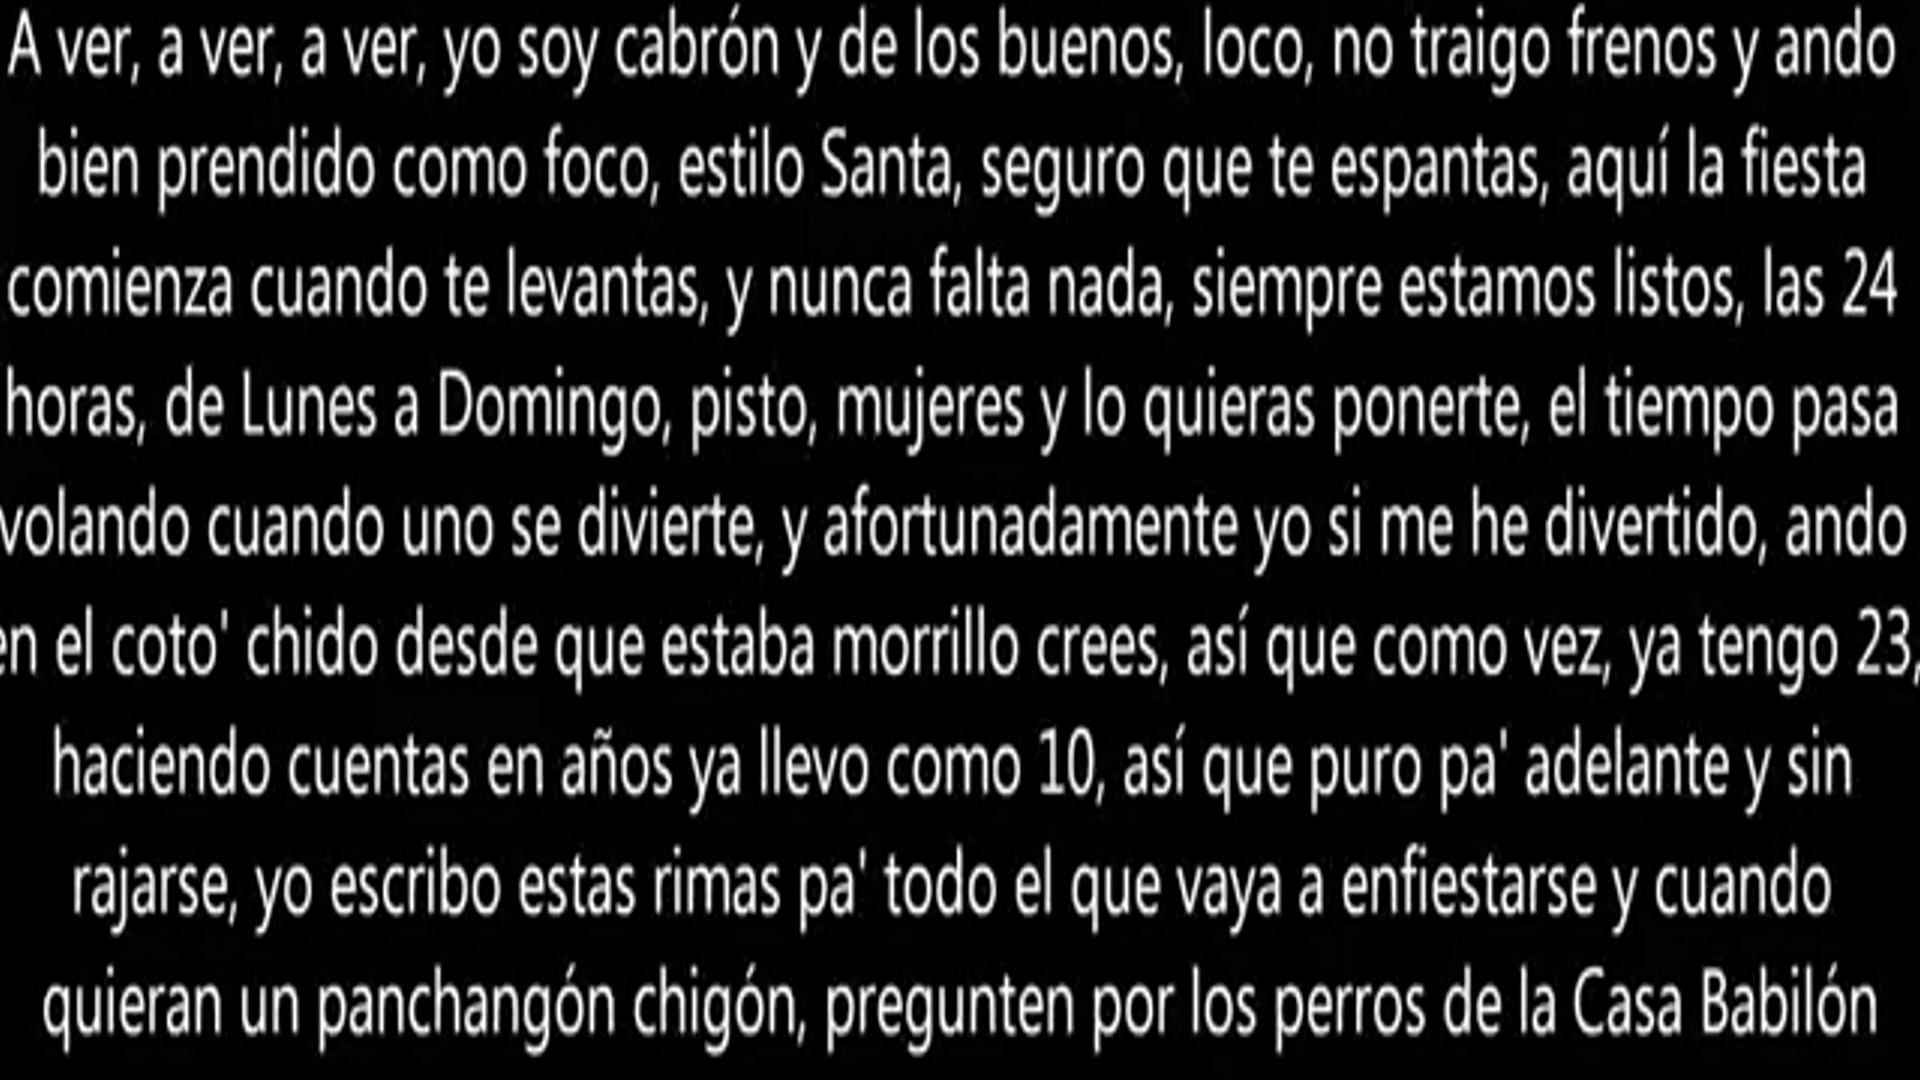 A ver, a ver, a ver, yo soy cabrón y de los buenos, loco, no traigo frenos y ando
bien prendido como foco, estilo Santa, seguro que te espantas, aquí la fiesta
comienza cuando te levantas, y nunca falta nada, siempre estamos listos, las 24
horas, de Lunes a Domingo, pisto, mujeres y lo quieras ponerte, el tiempo pasa
volando cuando uno se divierte, y afortunadamente yo si me he divertido, ando
en el coto' chido desde que estaba morrillo crees, así que como vez, ya tengo 23,
haciendo cuentas en años ya llevo como 10, así que puro pa' adelante y sin
rajarse, yo escribo estas rimas pa' todo el que vaya a enfiestarse y cuando
quieran un panchangón chigón, pregunten por los perros de la Casa Babilón